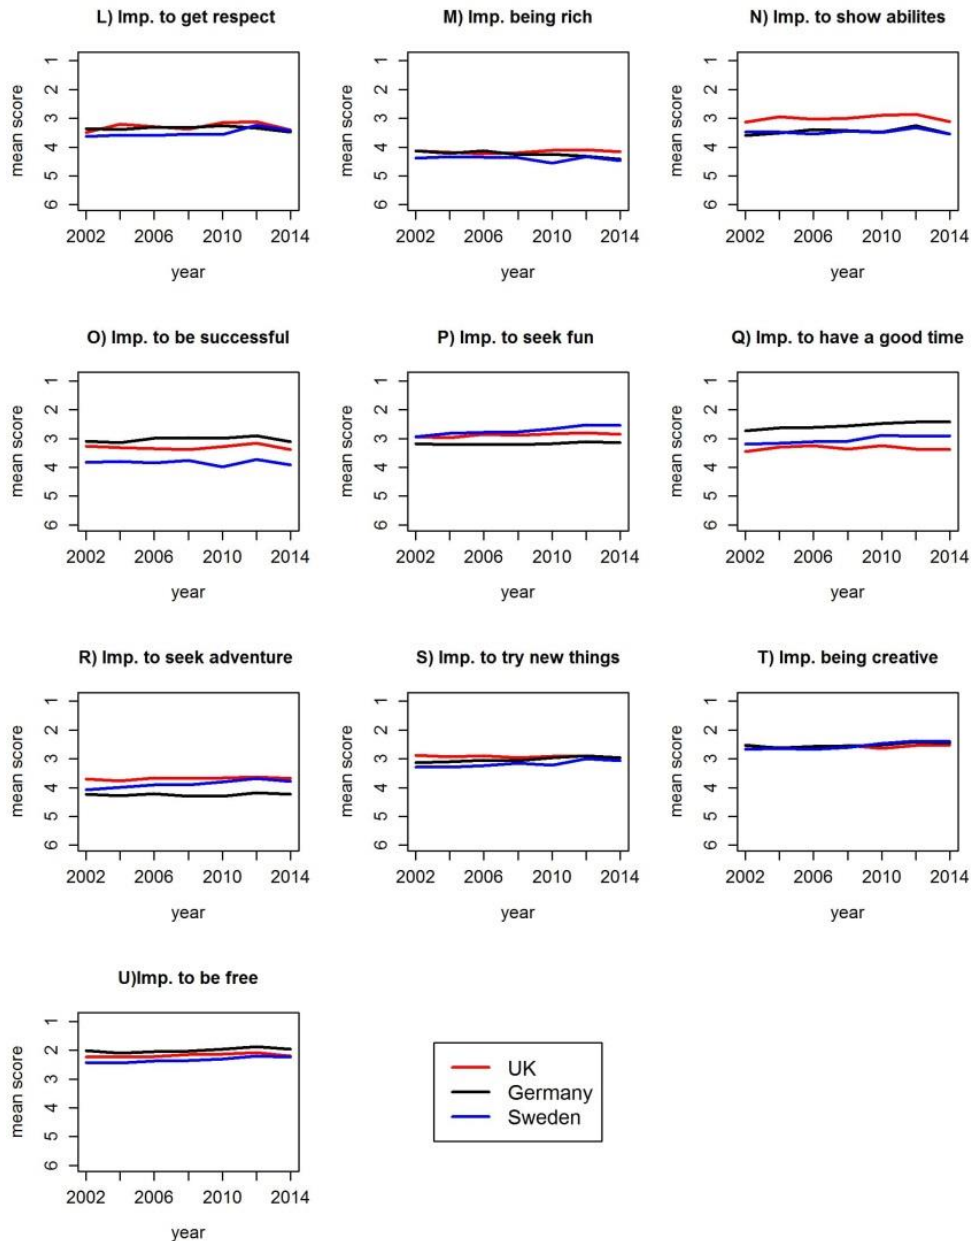 L) Imp. to get respect
mean score
1
2
3
4
5
6
2002 2006 2010 2014
year
M) Imp. being rich
mean score
1
2
3
4
5
6
2002 2006 2010 2014
year
N) Imp. to show abilites
mean score
1
2
3
4
5
6
2002 2006 2010 2014
year
O) Imp. to be successful
mean score
1
2
3
4
5
6
2002 2006 2010 2014
year
P) Imp. to seek fun
mean score
1
2
3
4
5
6
2002 2006 2010 2014
year
Q) Imp. to have a good time
mean score
1
2
3
4
5
6
2002 2006 2010 2014
year
R) Imp. to seek adventure
mean score
1
2
3
4
5
6
2002 2006 2010 2014
year
S) Imp. to try new things
mean score
1
2
3
4
5
6
2002 2006 2010 2014
year
T) Imp. being creative
mean score
1
2
3
4
5
6
2002 2006 2010 2014
year
U)Imp. to be free
mean score
1
2
3
4
5
6
2002 2006 2010 2014
year
UK
Germany
Sweden